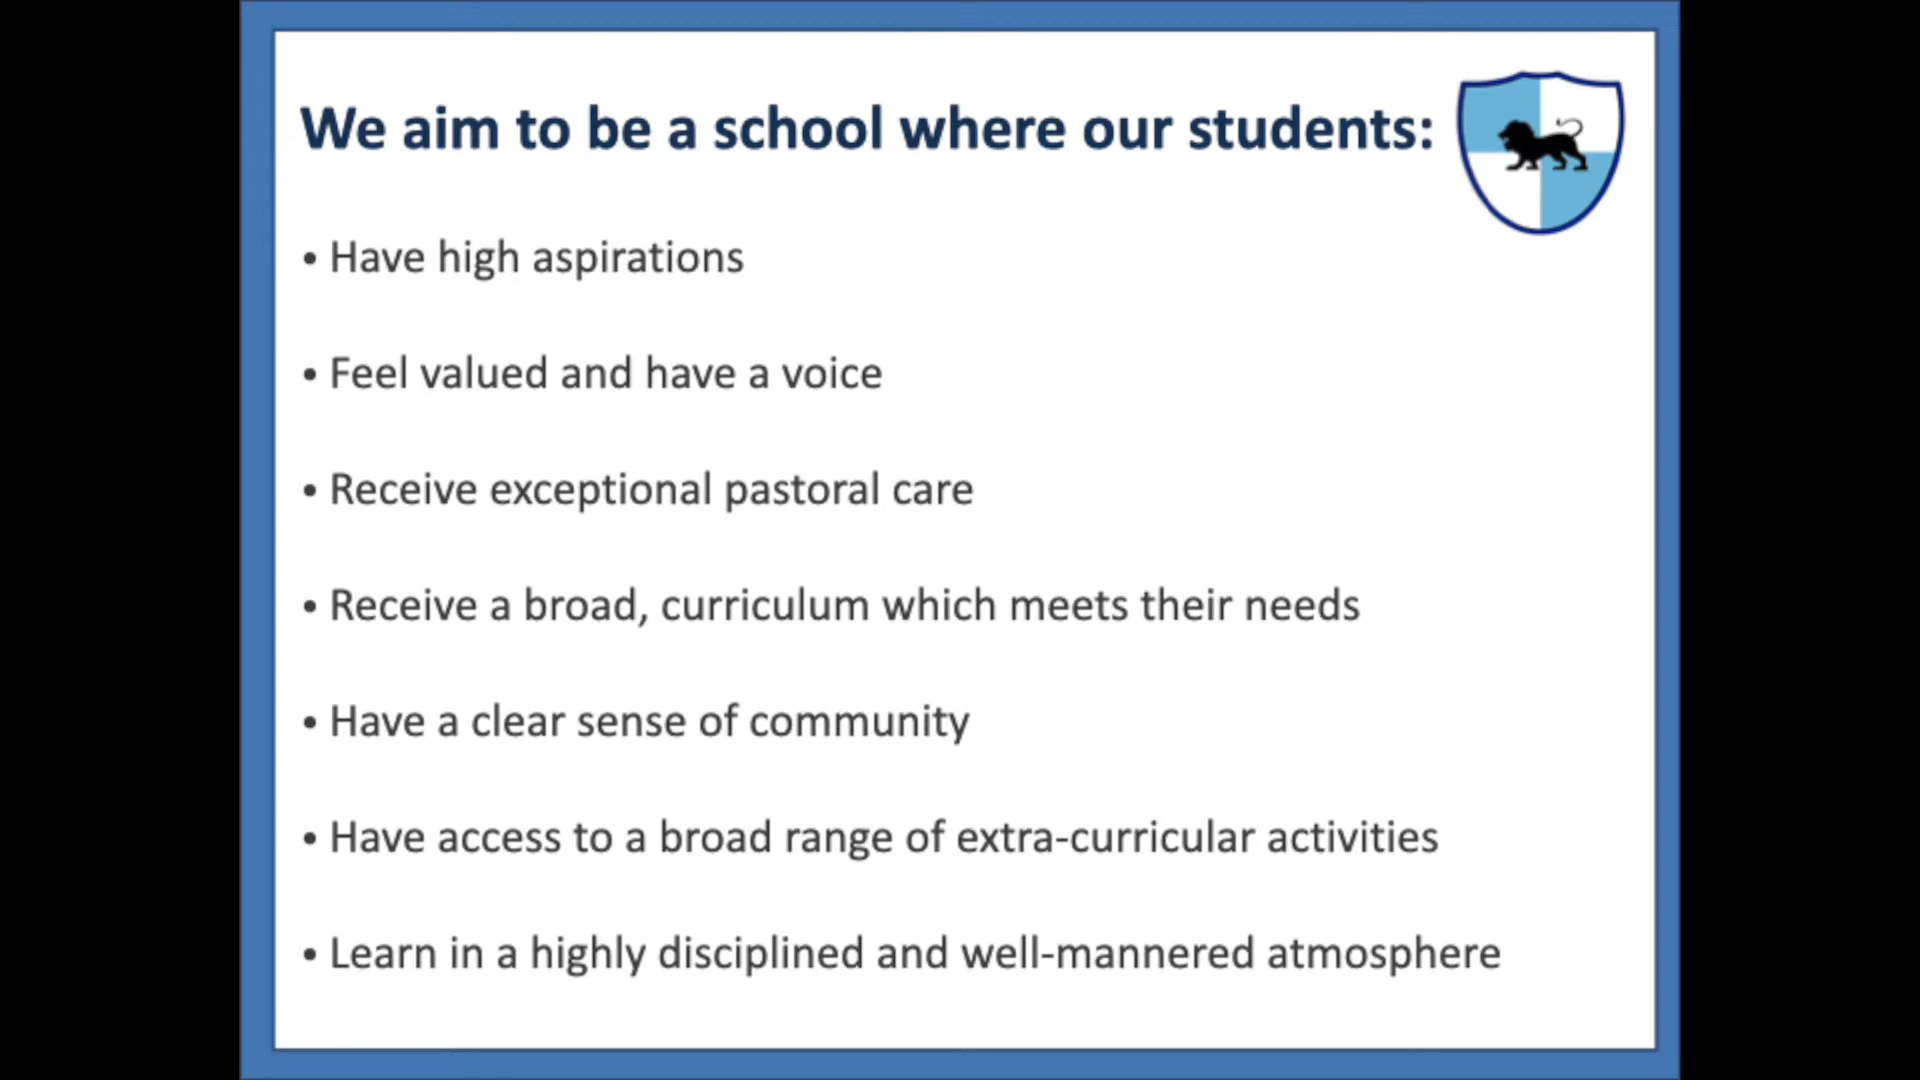 We aim to be a school where our students:
• Have high aspirations
• Feel valued and have a voice
• Receive exceptional pastoral care
• Receive a broad, curriculum which meets their needs
• Have a clear sense of community
• Have access to a broad range of extra-curricular activities
• Learn in a highly disciplined and well-mannered atmosphere